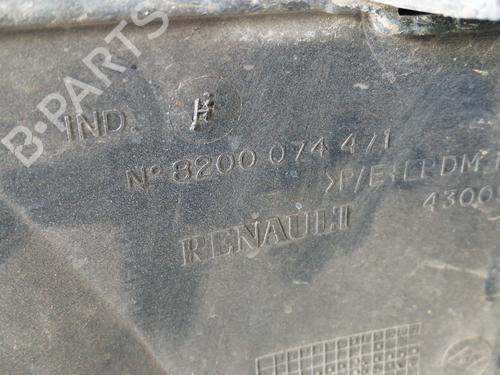 B-PARTS
IND H
N° 8200 074 471
>P/E+EPDM
4300
RENAULT